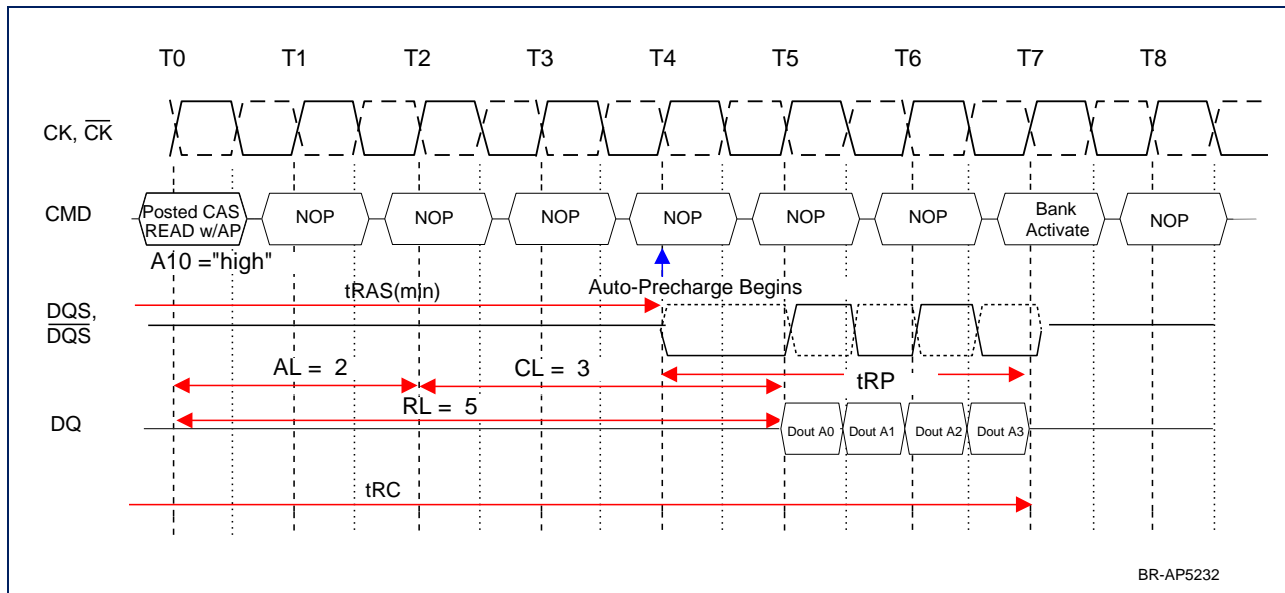 T0 T1 T2 T3 T4 T5 T6 T7 T8
CK, CK
CMD
Posted CAS
READ w/AP
NOP NOP NOP NOP NOP NOP
Bank
Activate
NOP
A10 ="high"
Auto-Precharge Begins
tRAS(min)
DQS,
DQS
AL = 2
CL = 3
tRP
RL = 5
DQ
Dout A0 Dout A1 Dout A2 Dout A3
tRC
BR-AP5232